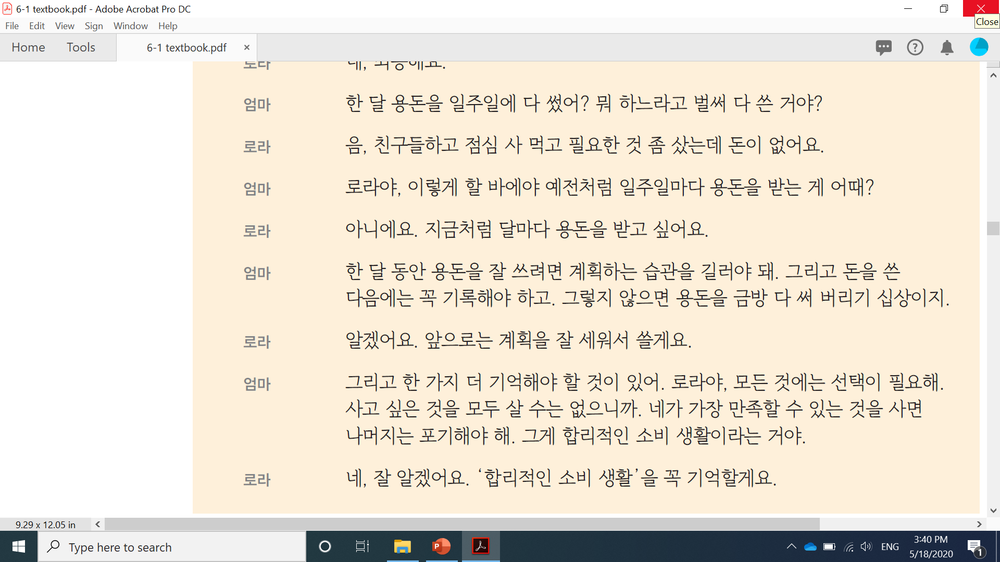 6-1 textbook.pdf - Adobe Acrobat Pro DC
Close
File Edit View Sign Window Help
Home Tools 6-1 textbook.pdf ×
로라 네, 죄송해요.
엄마 한 달 용돈을 일주일에 다 썼어? 뭐 하느라고 벌써 다 쓴 거야?
로라 음, 친구들하고 점심 사 먹고 필요한 것 좀 샀는데 돈이 없어요.
엄마 로라야, 이렇게 할 바에야 예전처럼 일주일마다 용돈을 받는 게 어때?
로라 아니에요. 지금처럼 달마다 용돈을 받고 싶어요.
엄마 한 달 동안 용돈을 잘 쓰려면 계획하는 습관을 길러야 돼. 그리고 돈을 쓴
다음에는 꼭 기록해야 하고. 그렇지 않으면 용돈을 금방 다 써 버리기 십상이지.
로라 알겠어요. 앞으로는 계획을 잘 세워서 쓸게요.
엄마 그리고 한 가지 더 기억해야 할 것이 있어. 로라야, 모든 것에는 선택이 필요해.
사고 싶은 것을 모두 살 수는 없으니까. 네가 가장 만족할 수 있는 것을 사면
나머지는 포기해야 해. 그게 합리적인 소비 생활이라는 거야.
로라 네, 잘 알겠어요. ‘합리적인 소비 생활’을 꼭 기억할게요.
9.29 x 12.05 in
Type here to search
P
ENG
3:40 PM
5/18/2020
1